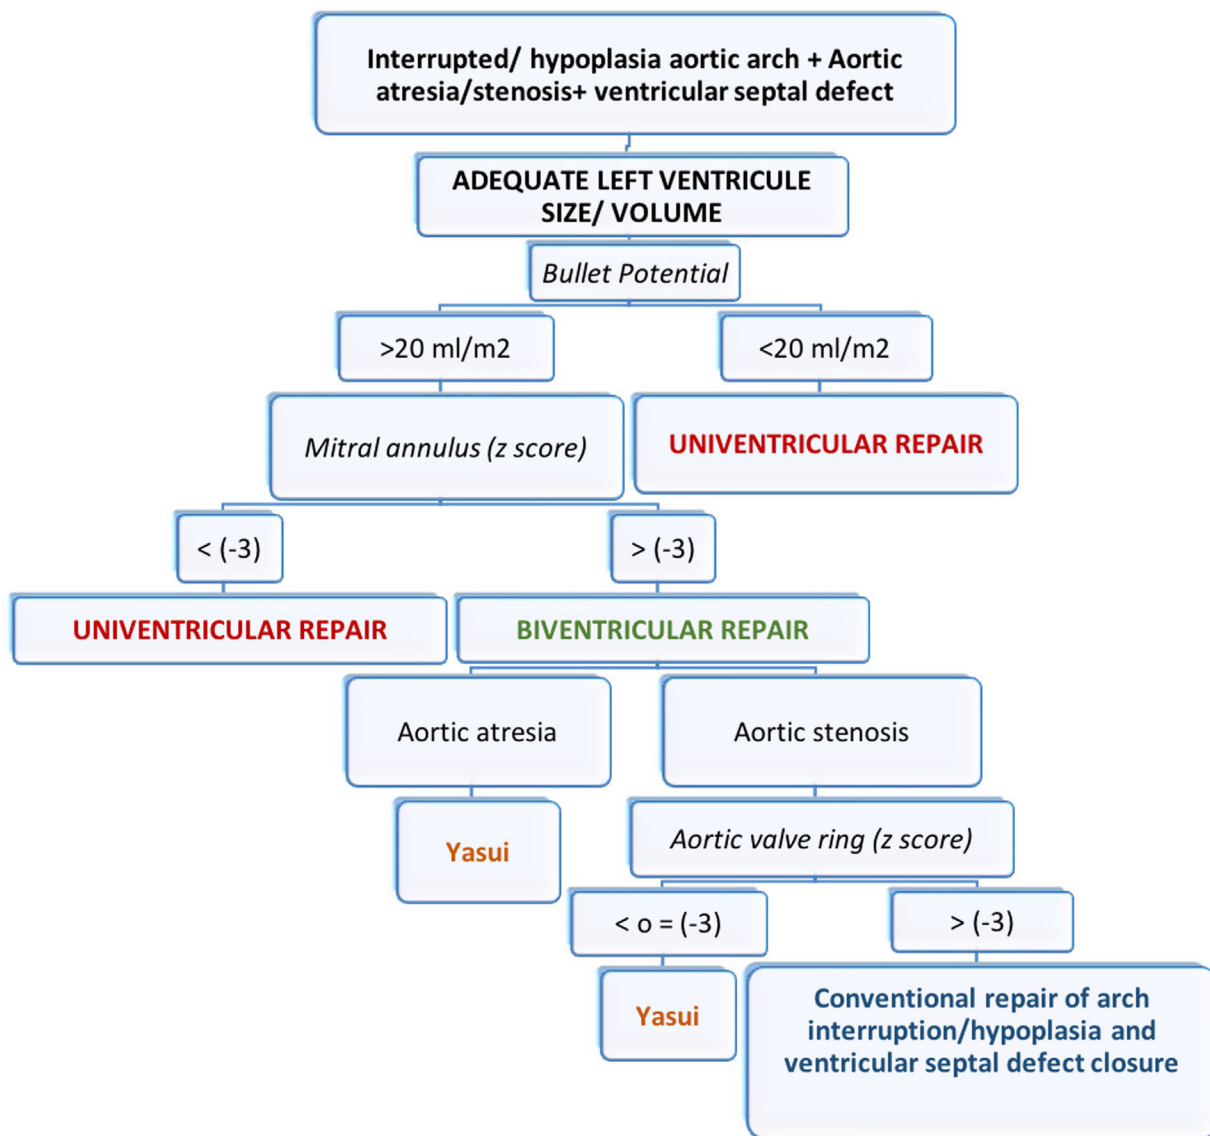 Interrupted/ hypoplasia aortic arch + Aortic
atresia/stenosis+ ventricular septal defect
ADEQUATE LEFT VENTRICULE
SIZE/ VOLUME
Bullet Potential
>20 ml/m2
<20 ml/m2
Mitral annulus (z score)
UNIVENTRICULAR REPAIR
< (-3)
> (-3)
UNIVENTRICULAR REPAIR
BIVENTRICULAR REPAIR
Aortic atresia
Aortic stenosis
Yasui
Aortic valve ring (z score)
< o = (-3)
> (-3)
Yasui
Conventional repair of arch
interruption/hypoplasia and
ventricular septal defect closure